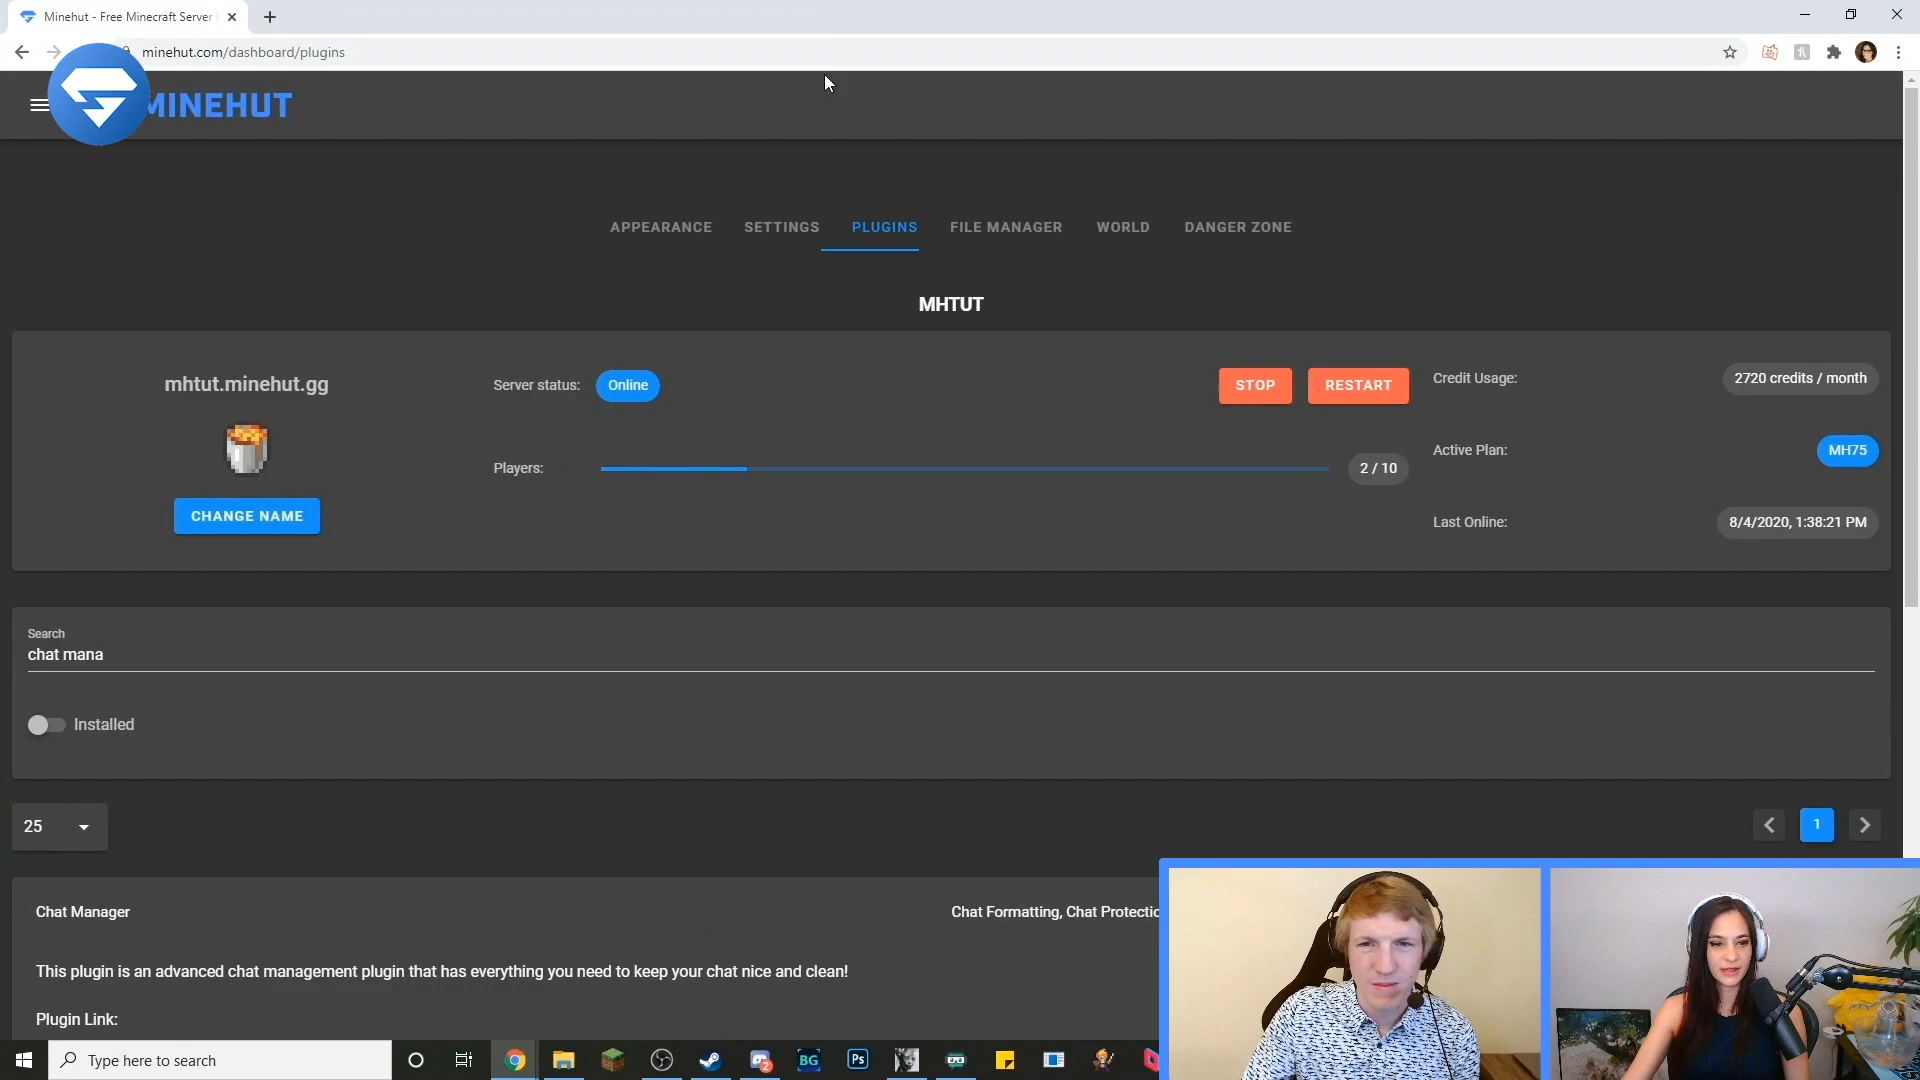 Minehut - Free Minecraft Server
minehut.com/dashboard/plugins
MINEHUT
APPEARANCE
SETTINGS
PLUGINS
FILE MANAGER
WORLD
DANGER ZONE
MHTUT
mhtut.minehut.gg
CHANGE NAME
Server status:
Online
STOP
RESTART
Players:
2 / 10
Credit Usage:
2720 credits / month
Active Plan:
MH75
Last Online:
8/4/2020, 1:38:21 PM
Search
chat mana
Installed
25
1
Chat Manager
Chat Formatting, Chat Protectio
This plugin is an advanced chat management plugin that has everything you need to keep your chat nice and clean!
Plugin Link:
Type here to search
2
BG
Ps